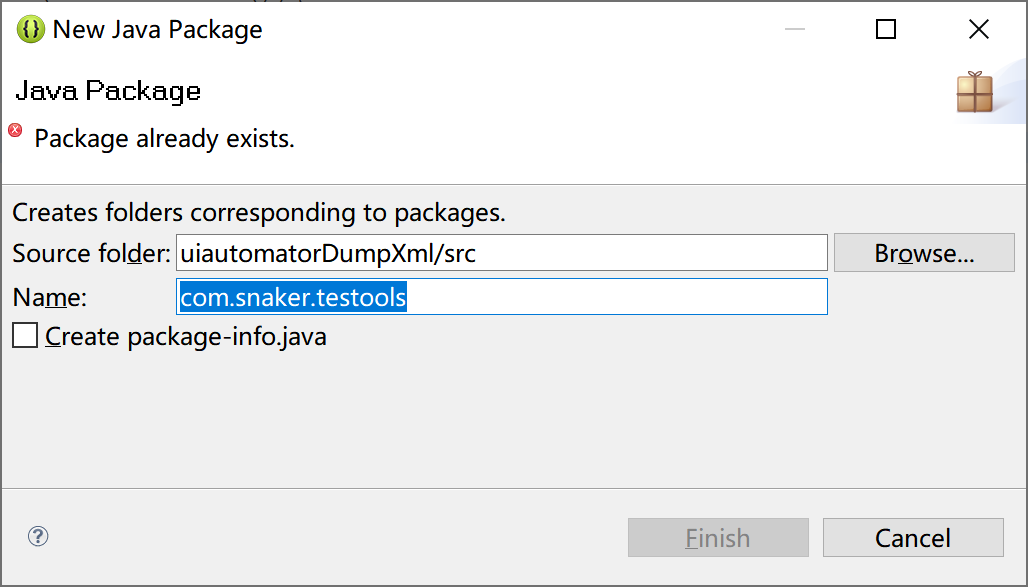 New Java Package
Java Package
Package already exists.
Creates folders corresponding to packages.
Source folder: uiautomatorDumpXml/src Browse...
Name: com.snaker.testools
Create package-info.java
? Finish Cancel